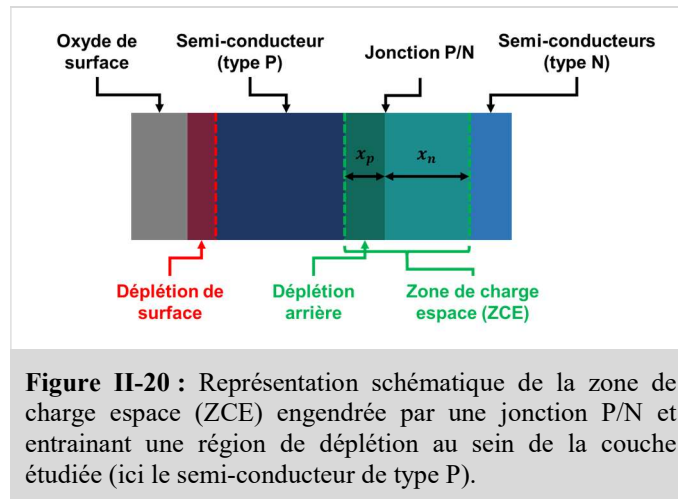 Oxyde de
surface
Semi-conducteur
(type P)
Jonction P/N
Semi-conducteurs
(type N)
x_p
x_n
Déplétion de
surface
Déplétion
arrière
Zone de charge
espace (ZCE)
Figure II-20 : Représentation schématique de la zone de
charge espace (ZCE) engendrée par une jonction P/N et
entrainant une région de déplétion au sein de la couche
étudiée (ici le semi-conducteur de type P).